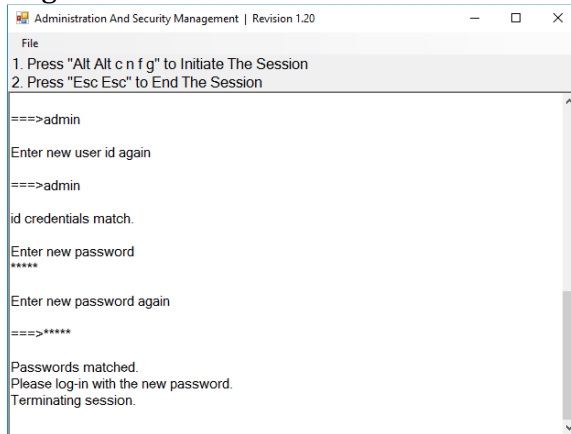 Administration And Security Management | Revision 1.20
File
1. Press "Alt Alt c n f g" to Initiate The Session
2. Press "Esc Esc" to End The Session
===>admin
Enter new user id again
===>admin
id credentials match.
Enter new password
*****
Enter new password again
===>*****
Passwords matched.
Please log-in with the new password.
Terminating session.